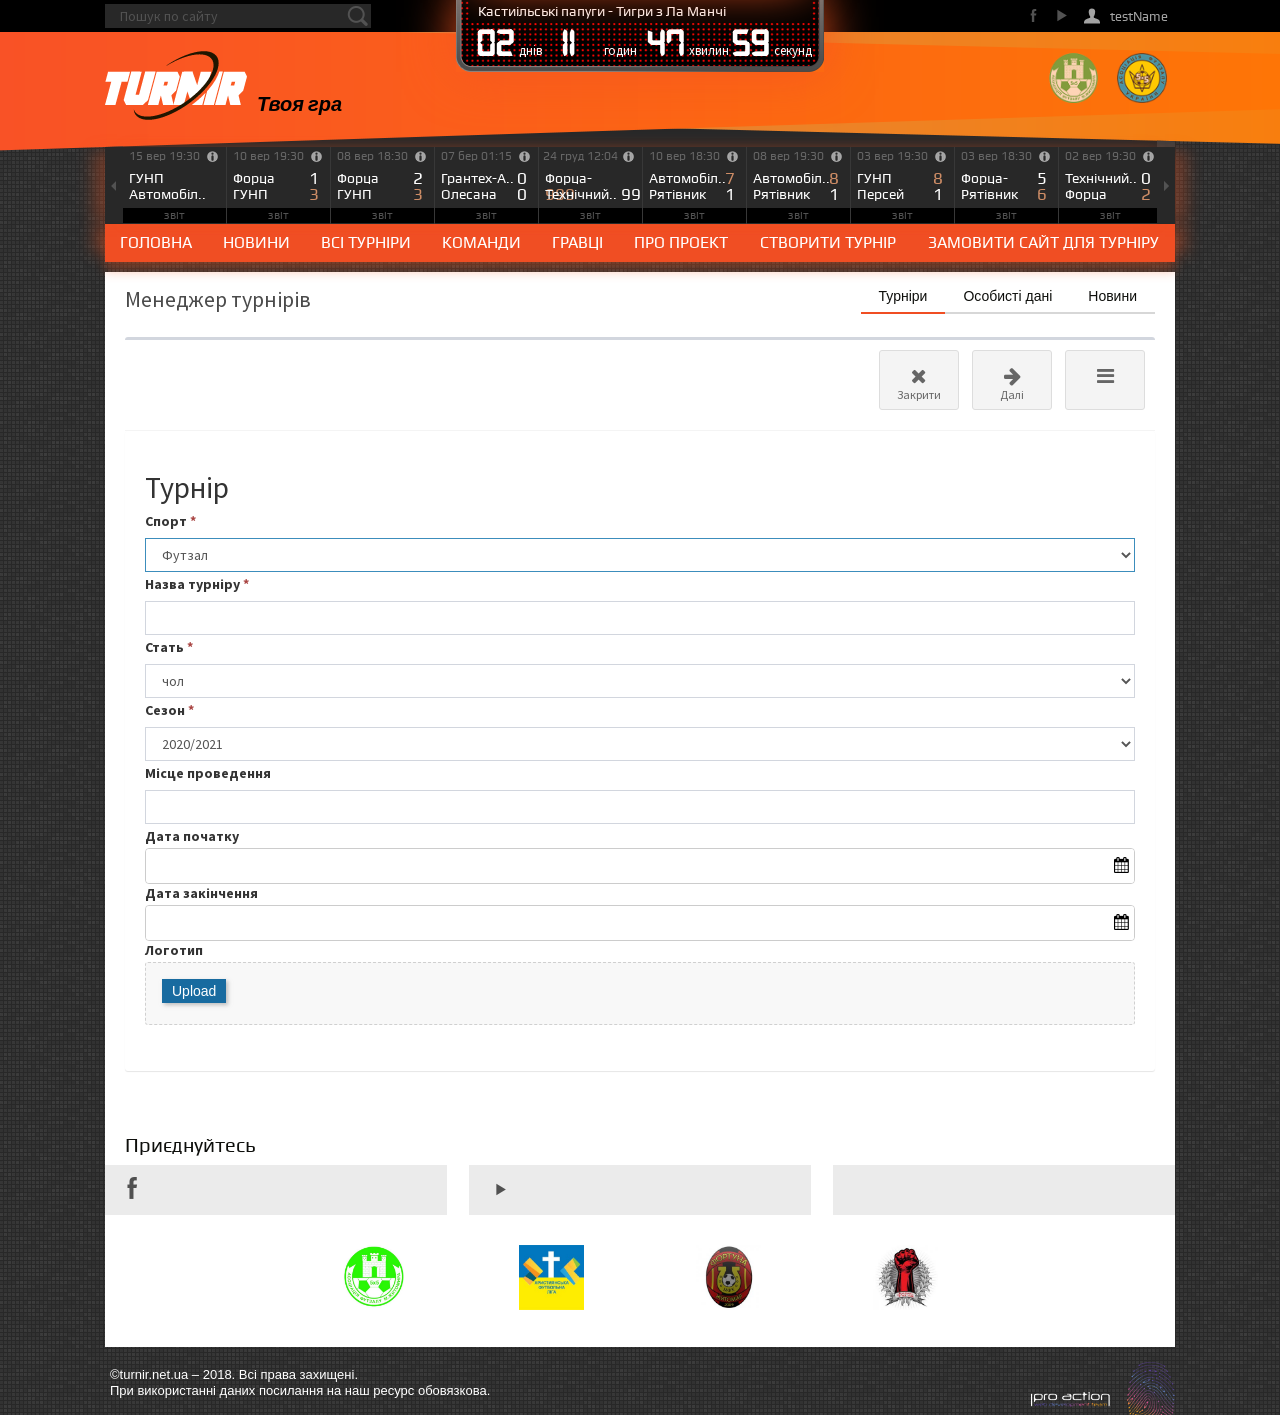 Пошук по сайту
Кастиільські папуги - Тигри з Ла Манчі
02 днів 11 годин 47 хвилин 59 секунд
testName
TURNIR Твоя гра
15 вер 19:30
ГУНП
Автомобіл..
10 вер 19:30
Форца 1
ГУНП 3
звіт
08 вер 18:30
Форца 2
ГУНП 3
звіт
07 бер 01:15
Грантех-А.. 0
Олесана 0
звіт
24 груд 12:04
Форца- 999
Технічний.. 99
звіт
10 вер 18:30
Автомобіл.. 7
Рятівник 1
звіт
08 вер 19:30
Автомобіл.. 8
Рятівник 1
звіт
03 вер 19:30
ГУНП 8
Персей 1
звіт
03 вер 18:30
Форца- 5
Рятівник 6
звіт
02 вер 19:30
Технічний.. 0
Форца 2
звіт
звіт
ГОЛОВНА НОВИНИ ВСІ ТУРНІРИ КОМАНДИ ГРАВЦІ ПРО ПРОЕКТ СТВОРИТИ ТУРНІР ЗАМОВИТИ САЙТ ДЛЯ ТУРНІРУ
Менеджер турнірів
Турніри Особисті дані Новини
Закрити Далі
Турнір
Спорт *
Футзал
Назва турніру *
Стать *
чол
Сезон *
2020/2021
Місце проведення
Дата початку
Дата закінчення
Логотип
Upload
Приєднуйтесь
©turnir.net.ua – 2018. Всі права захищені.
При використанні даних посилання на наш ресурс обовязкова.
pro action